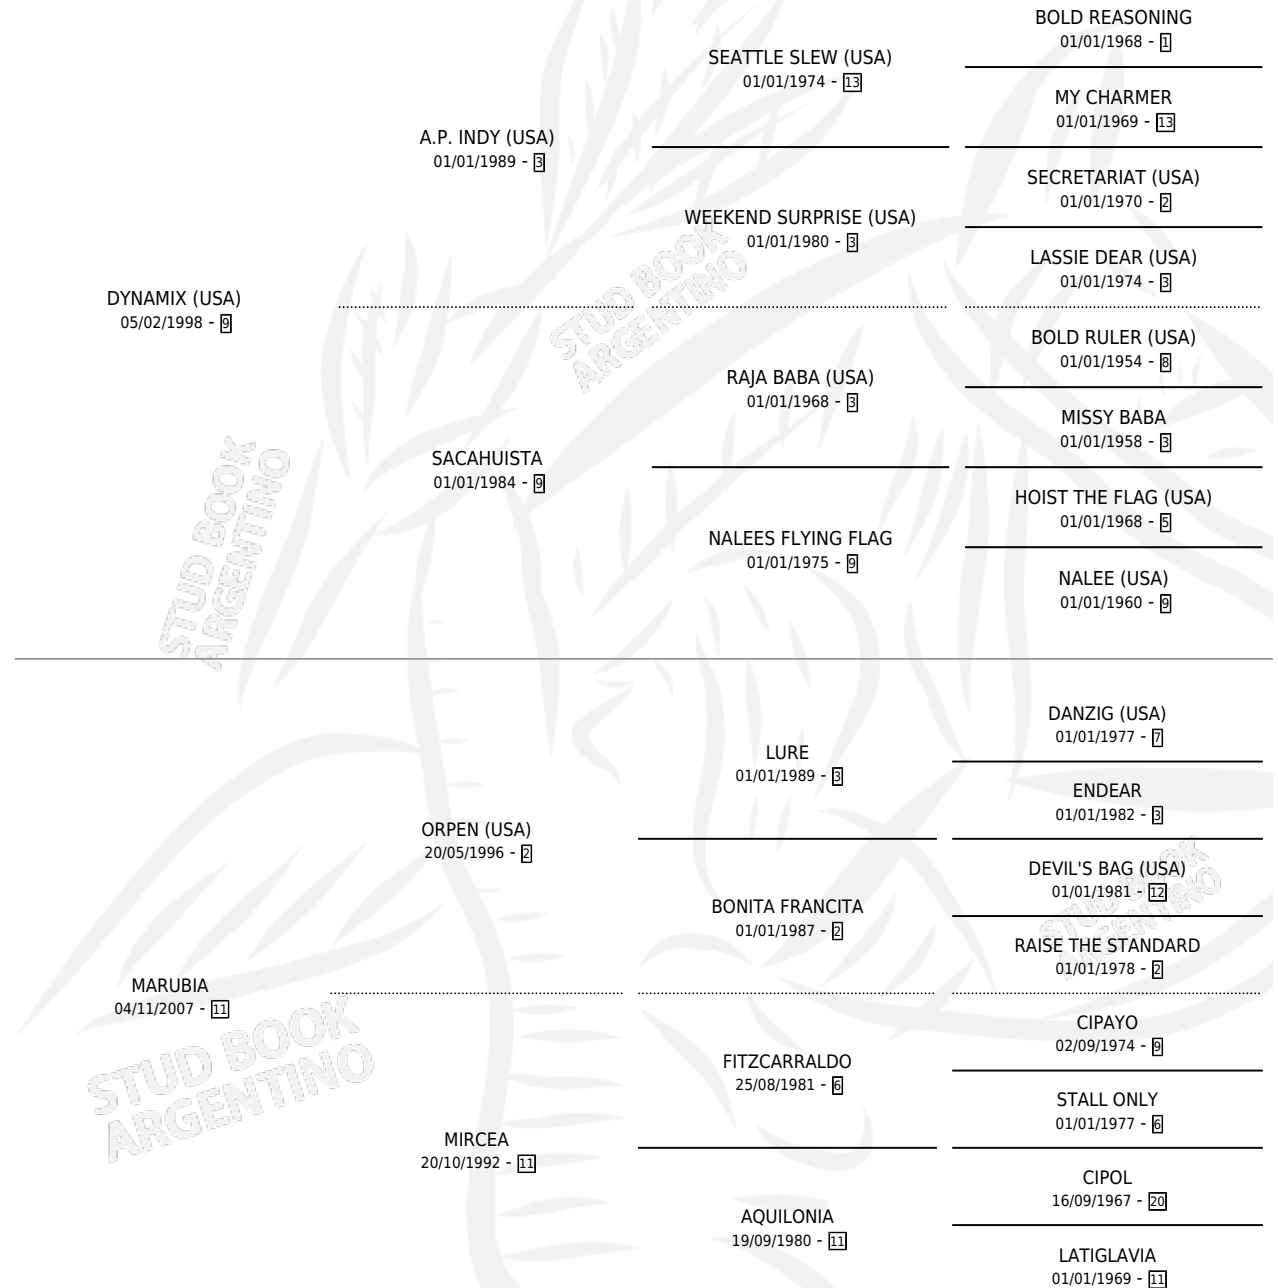 BOLD REASONING
01/01/1968 - 1
SEATTLE SLEW (USA)
01/01/1974 - 13
MY CHARMER
01/01/1969 - 13
A.P. INDY (USA)
01/01/1989 - 3
SECRETARIAT (USA)
01/01/1970 - 2
WEEKEND SURPRISE (USA)
01/01/1980 - 3
LASSIE DEAR (USA)
01/01/1974 - 3
DYNAMIX (USA)
05/02/1998 - 9
BOLD RULER (USA)
01/01/1954 - 8
RAJA BABA (USA)
01/01/1968 - 3
MISSY BABA
01/01/1958 - 3
SACAHUISTA
01/01/1984 - 9
HOIST THE FLAG (USA)
01/01/1968 - 5
NALEES FLYING FLAG
01/01/1975 - 9
NALEE (USA)
01/01/1960 - 9
DANZIG (USA)
01/01/1977 - 7
LURE
01/01/1989 - 3
ENDEAR
01/01/1982 - 3
ORPEN (USA)
20/05/1996 - 2
DEVIL'S BAG (USA)
01/01/1981 - 12
BONITA FRANCITA
01/01/1987 - 2
RAISE THE STANDARD
01/01/1978 - 2
MARUBIA
04/11/2007 - 11
CIPAYO
02/09/1974 - 9
FITZCARRALDO
25/08/1981 - 6
STALL ONLY
01/01/1977 - 6
MIRCEA
20/10/1992 - 11
CIPOL
16/09/1967 - 20
AQUILONIA
19/09/1980 - 11
LATIGLAVIA
01/01/1969 - 11
STUD BOOK
ARGENTINO
STUD BOOK
ARGENTINO
STUD BOOK
ARGENTINO
STUD BOOK
ARGENTINO